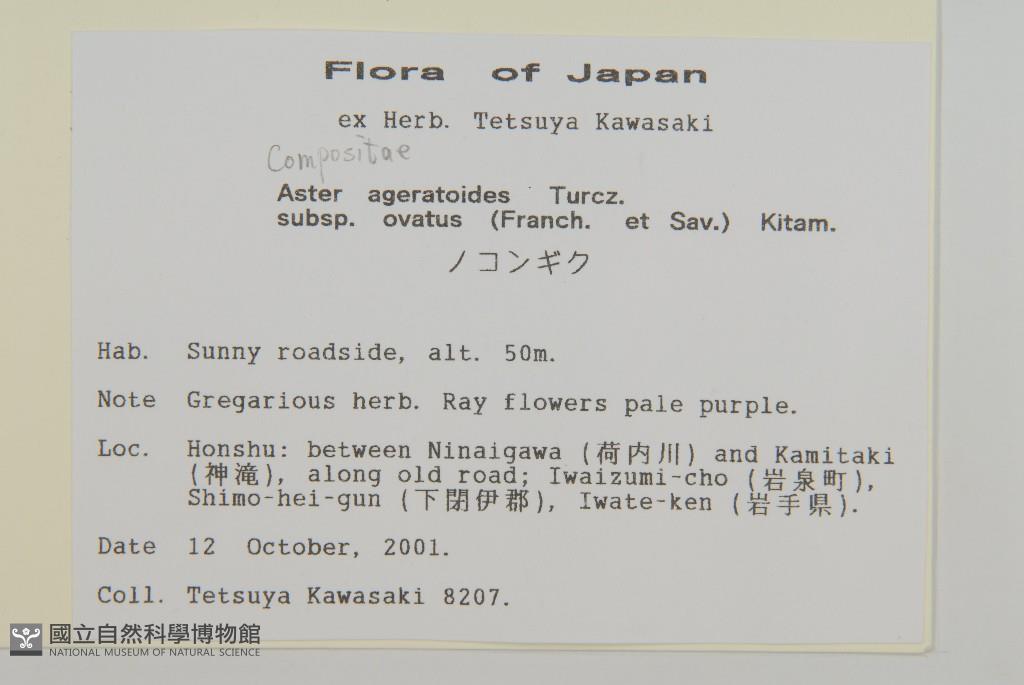 Flora of Japan
ex Herb. Tetsuya Kawasaki
Compositae
Aster ageratoides Turcz.
subsp. ovatus (Franch. et Sav.) Kitam.
ノコンギク
Hab. Sunny roadside, alt. 50m.
Note Gregarious herb. Ray flowers pale purple.
Loc. Honshu: between Ninaigawa (荷内川) and Kamitaki
(神滝), along old road; Iwaizumi-cho (岩泉町),
Shimo-hei-gun (下閉伊郡), Iwate-ken (岩手県).
Date 12 October, 2001.
Coll. Tetsuya Kawasaki 8207.
國立自然科學博物館
NATIONAL MUSEUM OF NATURAL SCIENCE